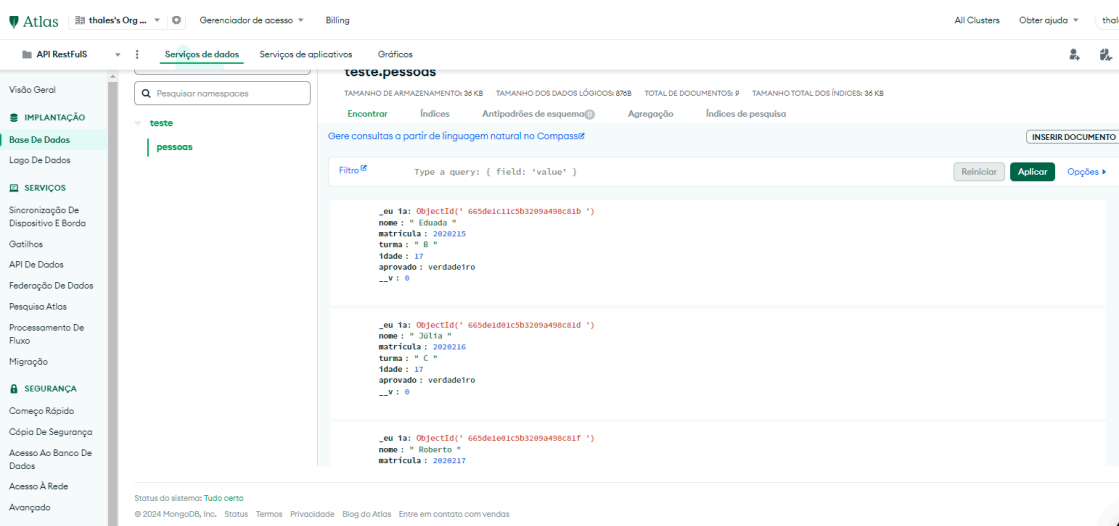 Atlas thales's Org ... Gerenciador de acesso Billing All Clusters Obter ajuda thal
API RestFulS Serviços de dados Serviços de aplicativos Gráficos
Visão Geral
IMPLANTAÇÃO
Base De Dados
Lago De Dados
SERVIÇOS
Sincronização De
Dispositivo E Borda
Gatilhos
API De Dados
Federação De Dados
Pesquisa Atlas
Processamento De
Fluxo
Migração
SEGURANÇA
Começo Rápido
Cópia De Segurança
Acesso Ao Banco De
Dados
Acesso À Rede
Avançado
Pesquisar namespaces
teste
pessoas
teste.pessoas
TAMANHO DE ARMAZENAMENTO: 36 KB TAMANHO DOS DADOS LÓGICOS: 876B TOTAL DE DOCUMENTOS: 9 TAMANHO TOTAL DOS ÍNDICES: 36 KB
Encontrar Índices Antipadrões de esquema 0 Agregação Índices de pesquisa
Gere consultas a partir de linguagem natural no Compass
INSERIR DOCUMENTO
Filtro Type a query: { field: 'value' } Reiniciar Aplicar Opções
_eu ia: ObjectId(' 665de1c11c5b3209a498c81b ')
nome : " Eduada "
matrícula : 2020215
turma : " B "
idade : 17
aprovado : verdadeiro
__v : 0
_eu ia: ObjectId(' 665de1d01c5b3209a498c81d ')
nome : " Júlia "
matrícula : 2020216
turma : " C "
idade : 17
aprovado : verdadeiro
__v : 0
_eu ia: ObjectId(' 665de1e01c5b3209a498c81f ')
nome : " Roberto "
matrícula : 2020217
Status do sistema: Tudo certo
© 2024 MongoDB, Inc. Status Termos Privacidade Blog do Atlas Entre em contato com vendas